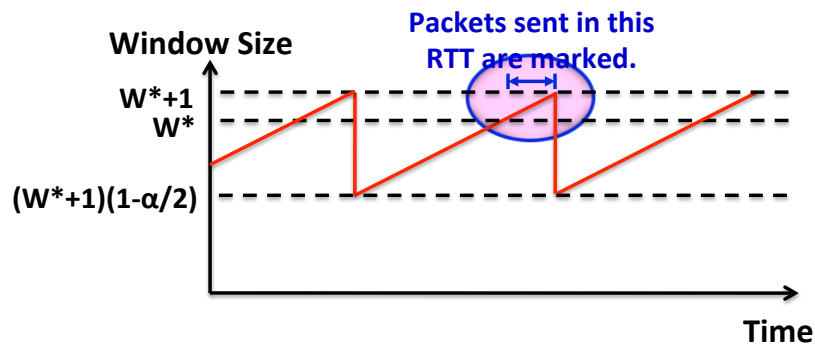 Packets sent in this
RTT are marked.
Window Size
W*+1
W*
(W*+1)(1-α/2)
Time